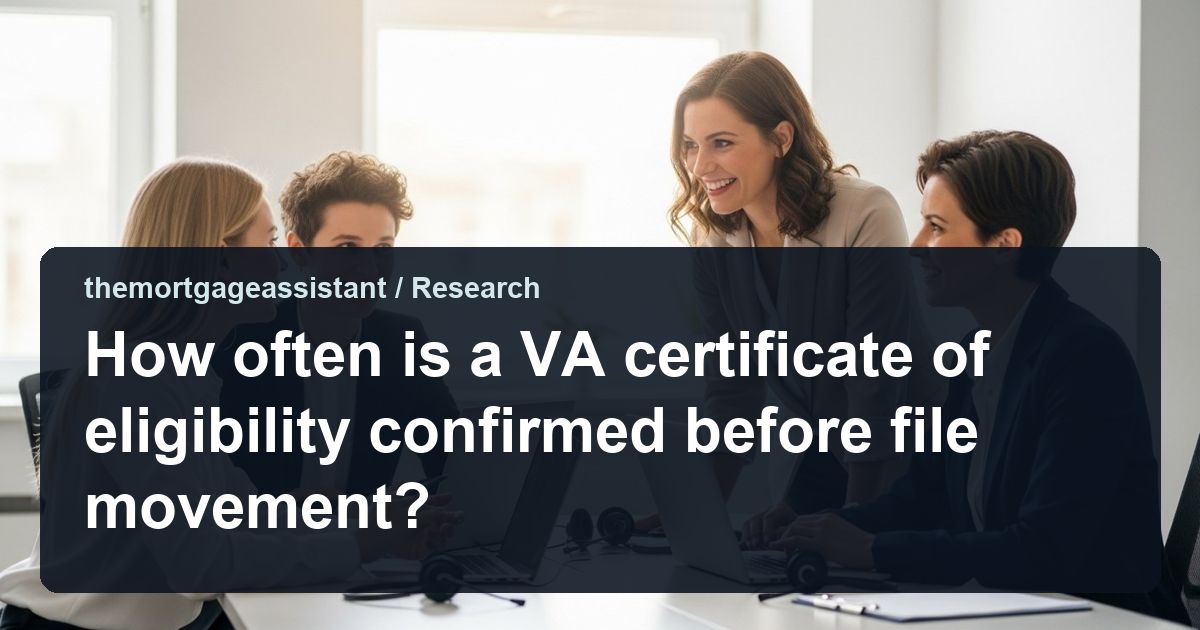 themortgageassistant / Research
How often is a VA certificate of
eligibility confirmed before file
movement?